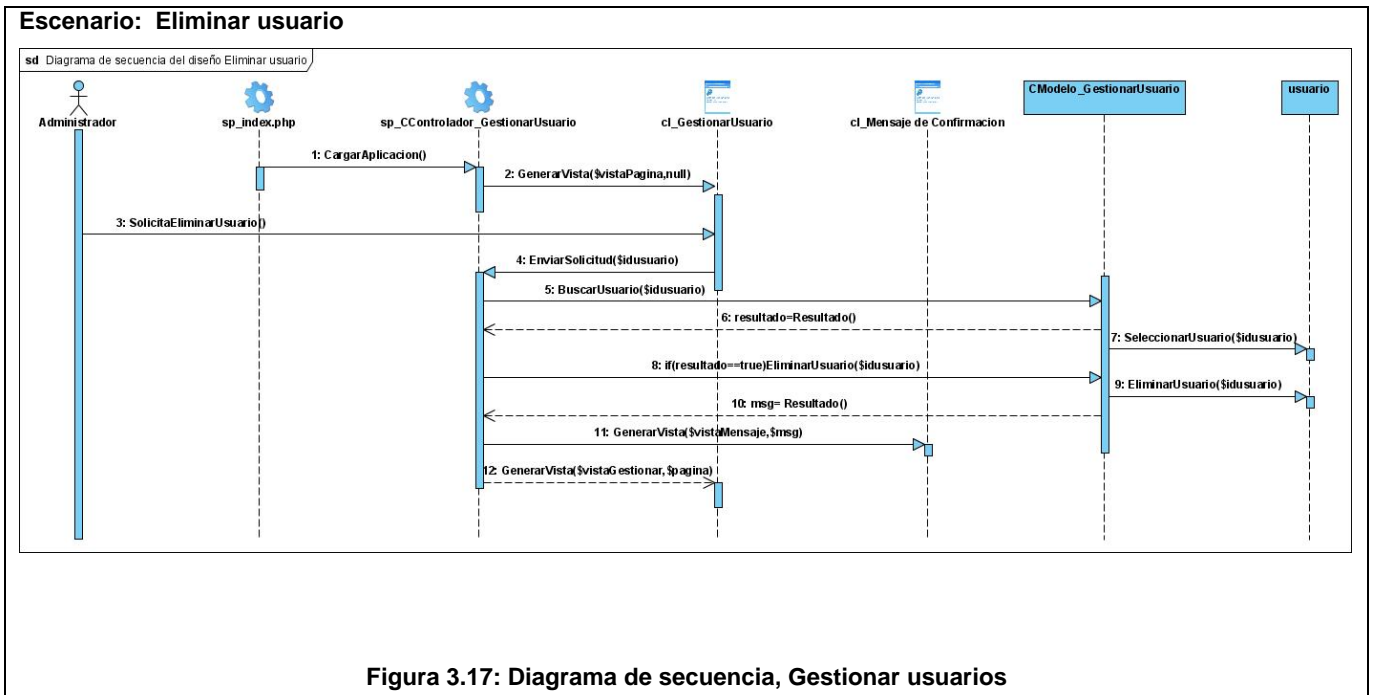 Escenario: Eliminar usuario
sd Diagrama de secuencia del diseño Eliminar usuario
Administrador
sp_index.php
sp_CControlador_GestionarUsuario
cl_GestionarUsuario
cl_Mensaje de Confirmacion
CModelo_GestionarUsuario
usuario
1: CargarAplicacion()
2: GenerarVista($vistaPagina,null)
3: SolicitaEliminarUsuario()
4: EnviarSolicitud($idusuario)
5: BuscarUsuario($idusuario)
6: resultado=Resultado()
7: SeleccionarUsuario($idusuario)
8: if(resultado==true)EliminarUsuario($idusuario)
9: EliminarUsuario($idusuario)
10: msg= Resultado()
11: GenerarVista($vistaMensaje,$msg)
12: GenerarVista($vistaGestionar,$pagina)
Figura 3.17: Diagrama de secuencia, Gestionar usuarios